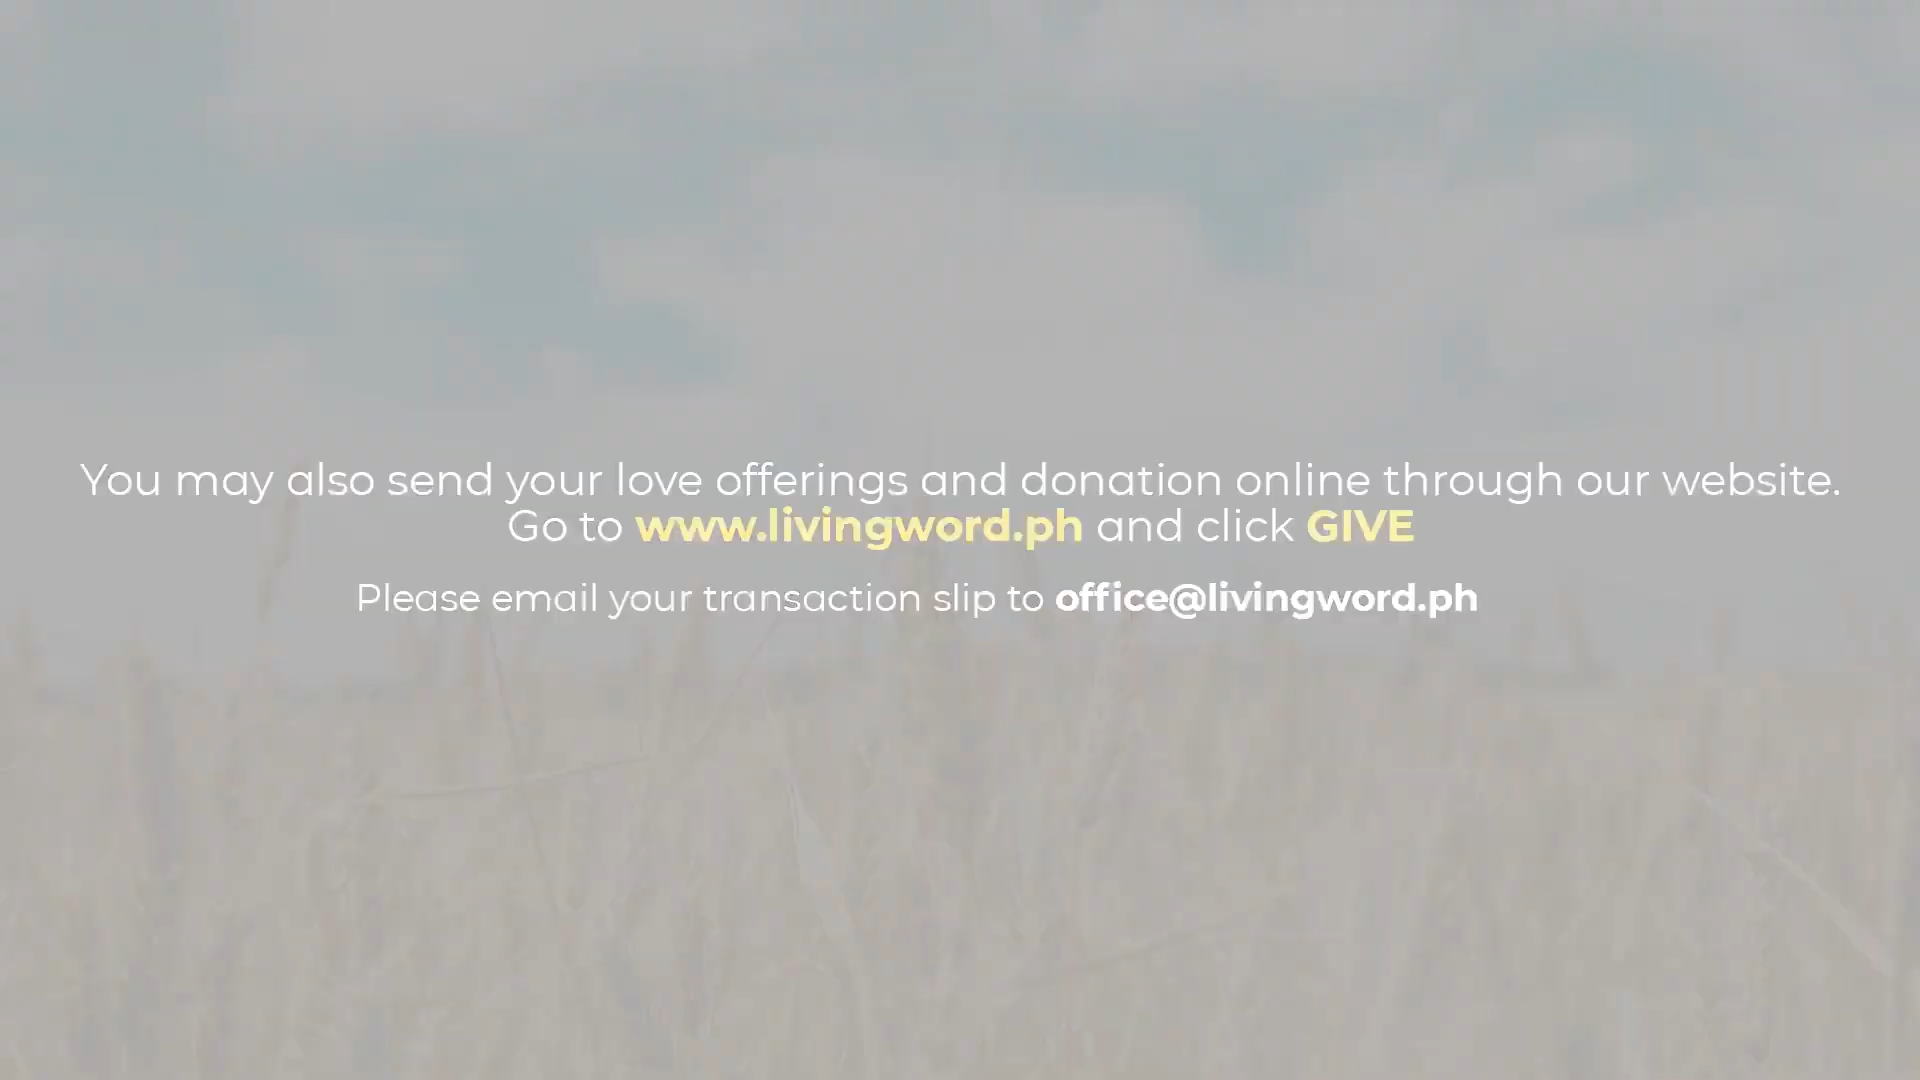 You may also send your love offerings and donation online through our website.
Go to www.livingword.ph and click GIVE
Please email your transaction slip to office@livingword.ph